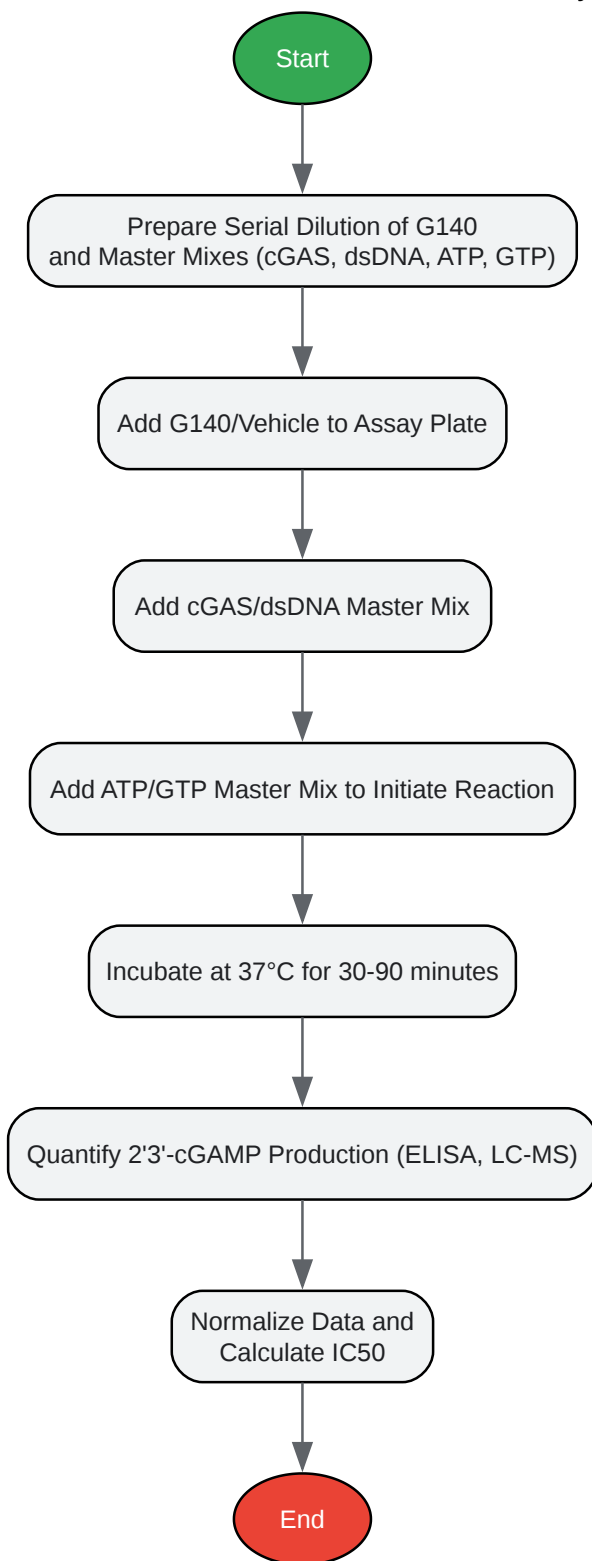 Start
Prepare Serial Dilution of G140
and Master Mixes (cGAS, dsDNA, ATP, GTP)
Add G140/Vehicle to Assay Plate
Add cGAS/dsDNA Master Mix
Add ATP/GTP Master Mix to Initiate Reaction
Incubate at 37°C for 30-90 minutes
Quantify 2'3'-cGAMP Production (ELISA, LC-MS)
Normalize Data and
Calculate IC50
End